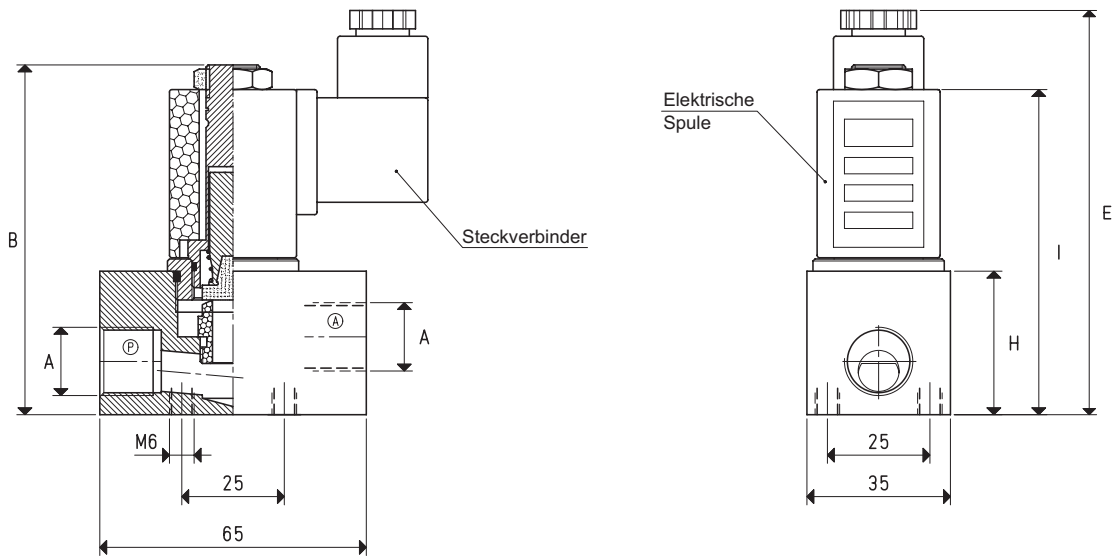 Elektrische
Spule
B
E
Steckverbinder
I
A
P
A
A
H
M6
25
25
65
35